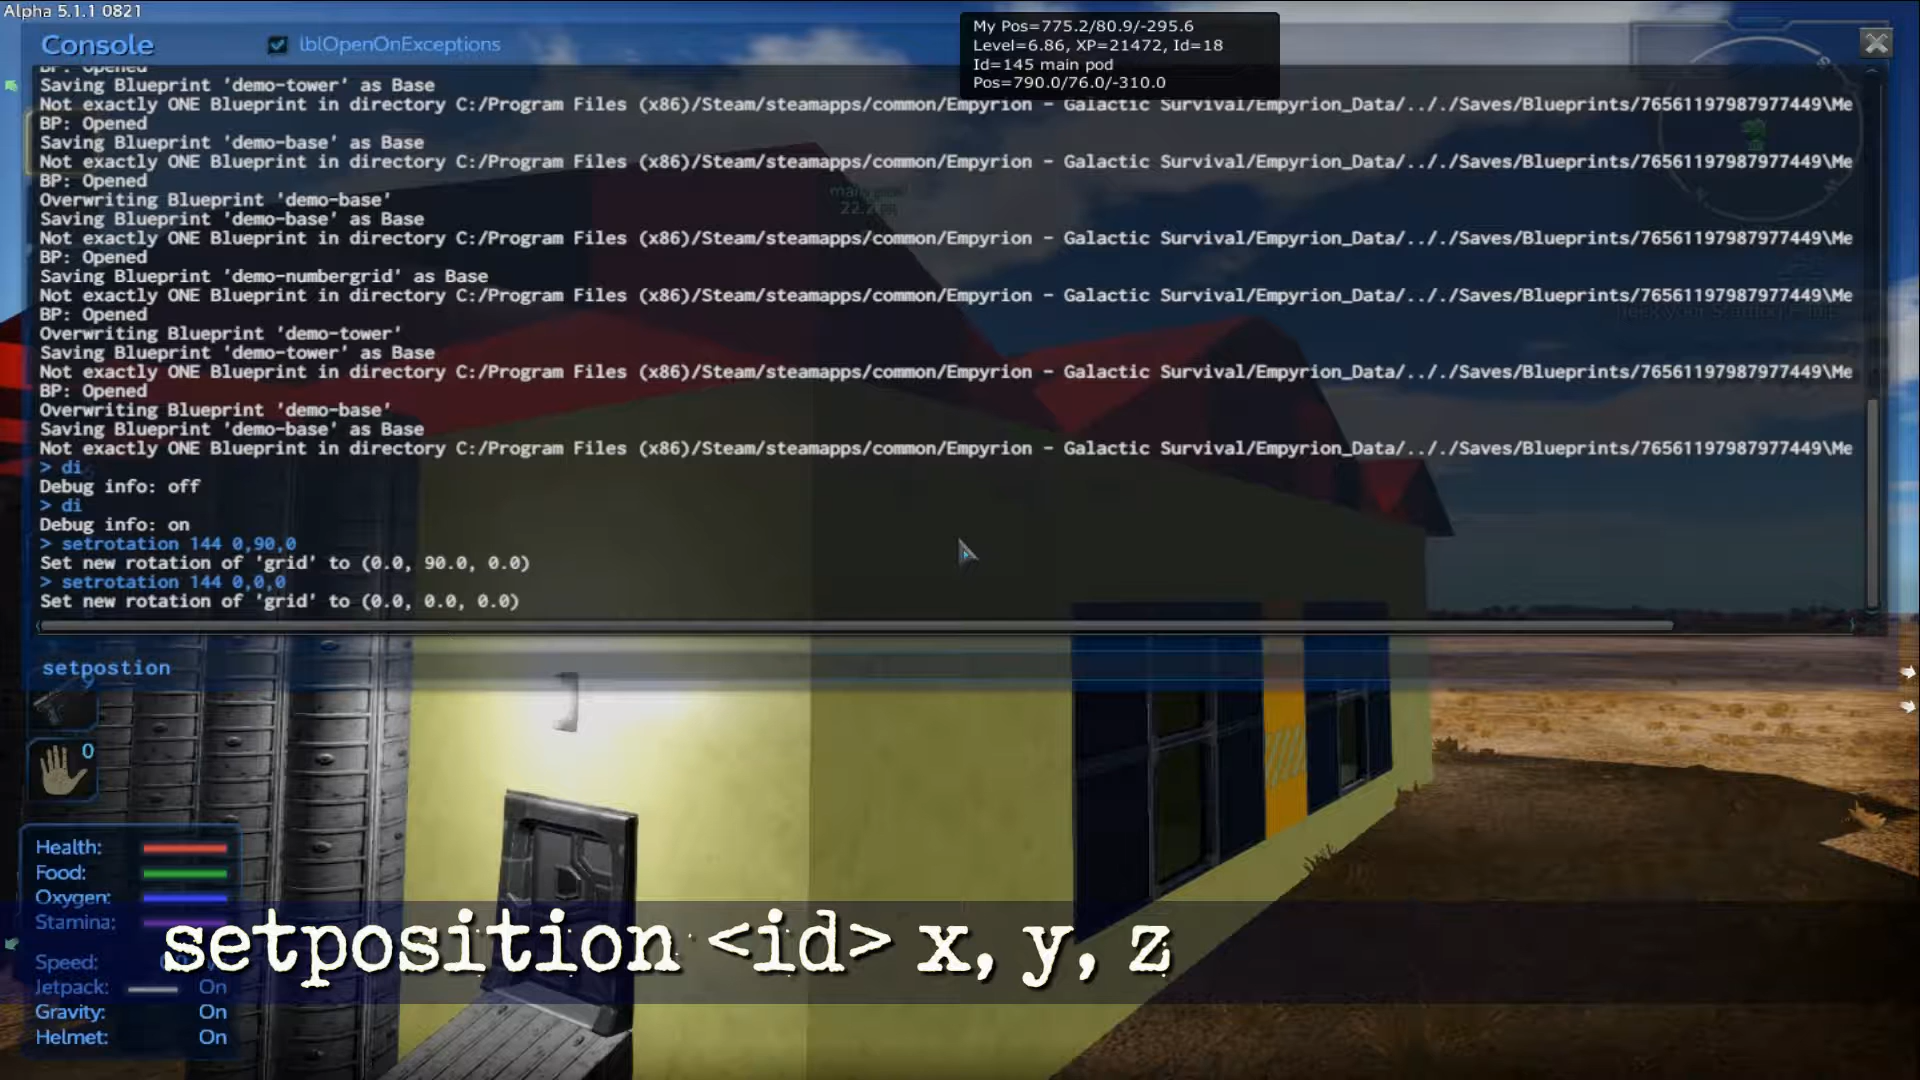 Alpha 5.1.1 0821
My Pos=775.2/80.9/-295.6
Level=6.86, XP=21472, Id=18
Id=145 main pod
Pos=790.0/76.0/-310.0
Console
lblOpenOnExceptions
BP: Opened
Saving Blueprint 'demo-tower' as Base
Not exactly ONE Blueprint in directory C:/Program Files (x86)/Steam/steamapps/common/Empyrion - Galactic Survival/Empyrion_Data/.././Saves/Blueprints/76561197987977449\Me
BP: Opened
Saving Blueprint 'demo-base' as Base
Not exactly ONE Blueprint in directory C:/Program Files (x86)/Steam/steamapps/common/Empyrion - Galactic Survival/Empyrion_Data/.././Saves/Blueprints/76561197987977449\Me
BP: Opened
Overwriting Blueprint 'demo-base'
Saving Blueprint 'demo-base' as Base
Not exactly ONE Blueprint in directory C:/Program Files (x86)/Steam/steamapps/common/Empyrion - Galactic Survival/Empyrion_Data/.././Saves/Blueprints/76561197987977449\Me
BP: Opened
Saving Blueprint 'demo-numbergrid' as Base
Not exactly ONE Blueprint in directory C:/Program Files (x86)/Steam/steamapps/common/Empyrion - Galactic Survival/Empyrion_Data/.././Saves/Blueprints/76561197987977449\Me
BP: Opened
Overwriting Blueprint 'demo-tower'
Saving Blueprint 'demo-tower' as Base
Not exactly ONE Blueprint in directory C:/Program Files (x86)/Steam/steamapps/common/Empyrion - Galactic Survival/Empyrion_Data/.././Saves/Blueprints/76561197987977449\Me
BP: Opened
Overwriting Blueprint 'demo-base'
Saving Blueprint 'demo-base' as Base
Not exactly ONE Blueprint in directory C:/Program Files (x86)/Steam/steamapps/common/Empyrion - Galactic Survival/Empyrion_Data/.././Saves/Blueprints/76561197987977449\Me
> di
Debug info: off
> di
Debug info: on
> setrotation 144 0,90,0
Set new rotation of 'grid' to (0.0, 90.0, 0.0)
> setrotation 144 0,0,0
Set new rotation of 'grid' to (0.0, 0.0, 0.0)
setpostion
0
Health:
Food:
Oxygen:
Stamina:
setposition <id> x, y, z
Speed:
Jetpack: On
Gravity: On
Helmet: On